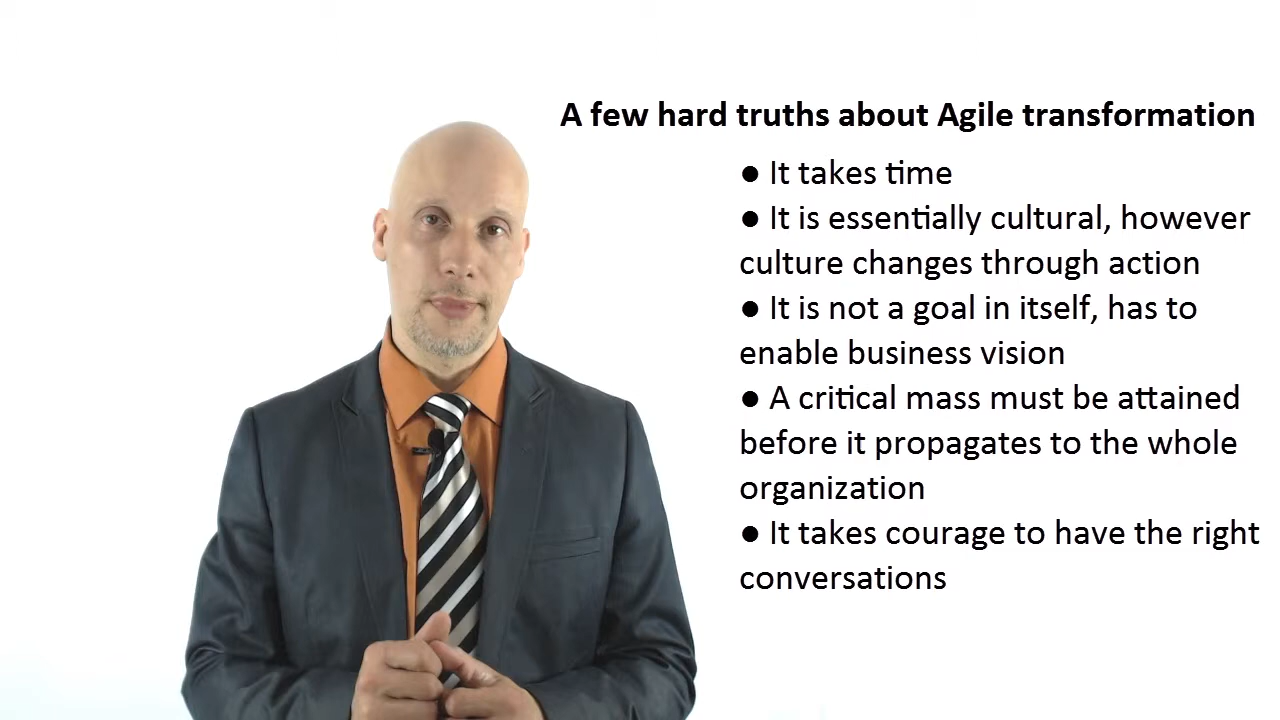 A few hard truths about Agile transformation
● It takes time
● It is essentially cultural, however
culture changes through action
● It is not a goal in itself, has to
enable business vision
● A critical mass must be attained
before it propagates to the whole
organization
● It takes courage to have the right
conversations